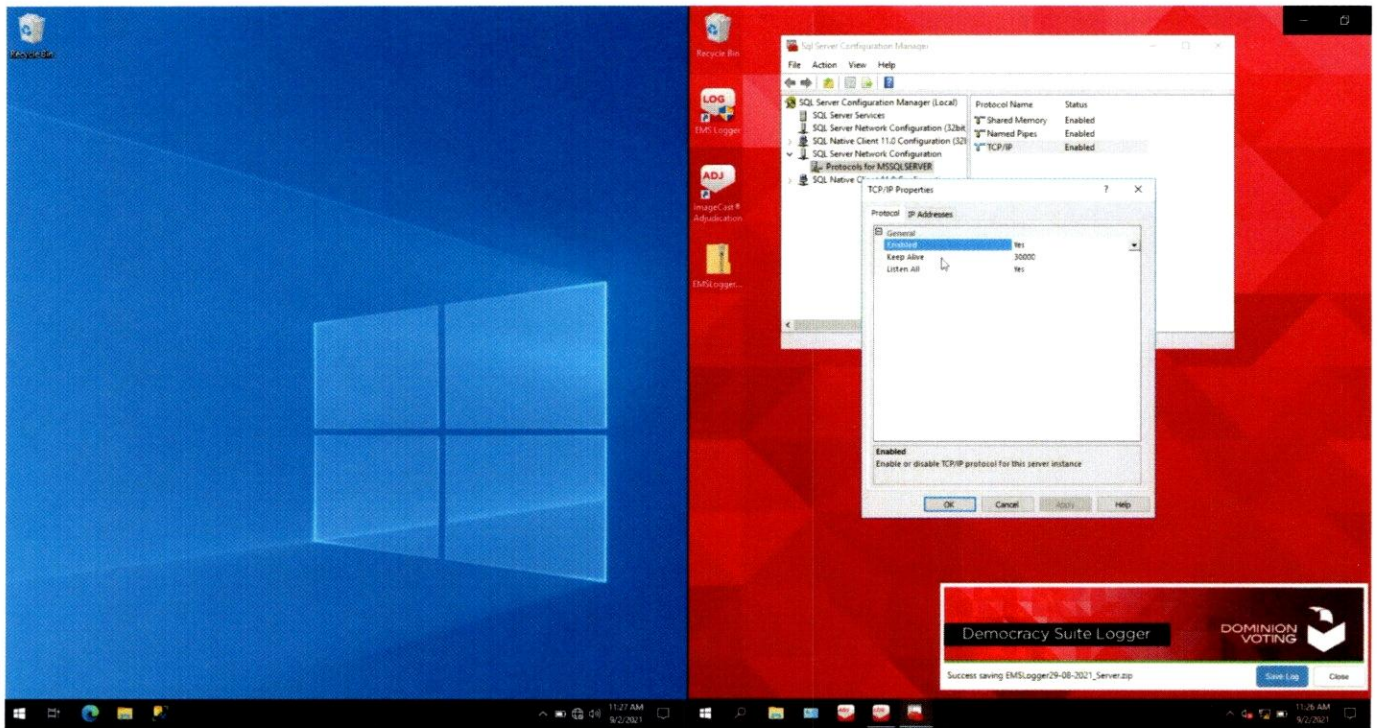 Recycle Bin
11:27 AM
9/2/2021
Recycle Bin
LOG
EMS Logger
ADJ
ImageCast ®
Adjudication
EMSLogger...
Sql Server Configuration Manager
File Action View Help
SQL Server Configuration Manager (Local)
SQL Server Services
SQL Server Network Configuration (32bit
SQL Native Client 11.0 Configuration (32l
SQL Server Network Configuration
Protocols for MSSQLSERVER
SQL Native
Protocol Name Status
Shared Memory Enabled
Named Pipes Enabled
TCP/IP Enabled
TCP/IP Properties
Protocol IP Addresses
General
Enabled Yes
Keep Alive 30000
Listen All Yes
Enabled
Enable or disable TCP/IP protocol for this server instance
OK Cancel Apply Help
Democracy Suite Logger
DOMINION
VOTING
Success saving EMSLogger29-08-2021_Server.zip
Save Log Close
ADJ
LOG
11:26 AM
9/2/2021